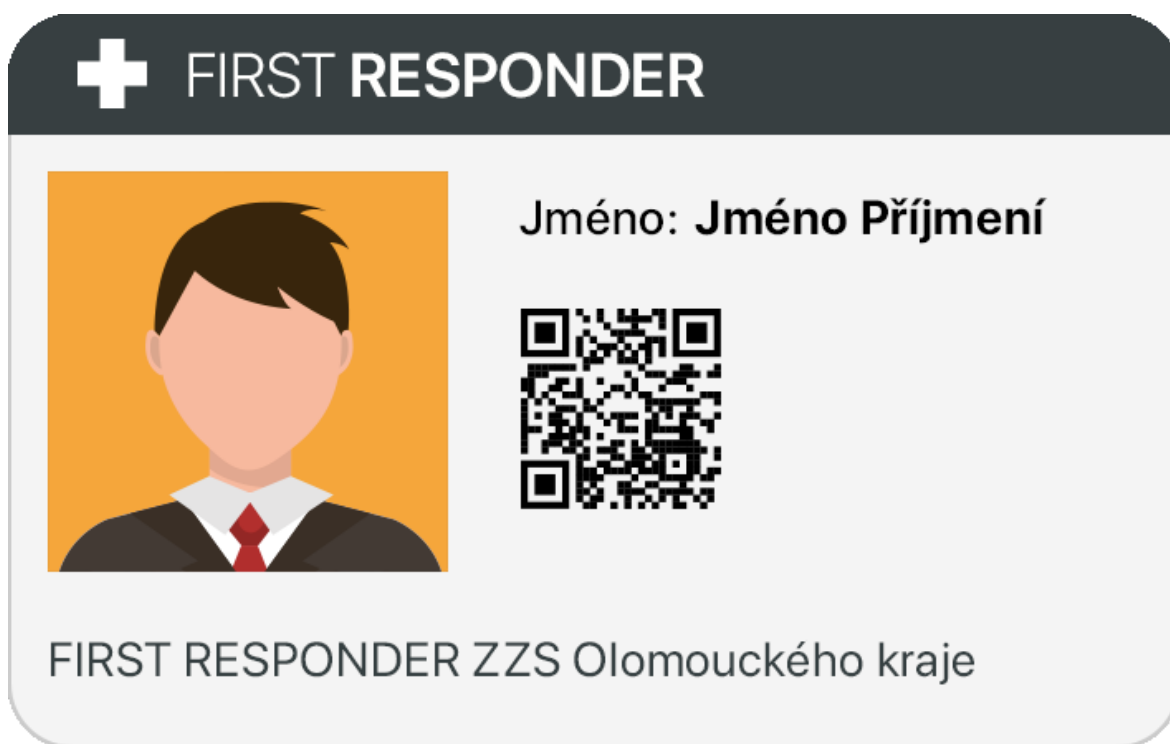 FIRST RESPONDER
Jméno: Jméno Příjmení
FIRST RESPONDER ZZS Olomouckého kraje